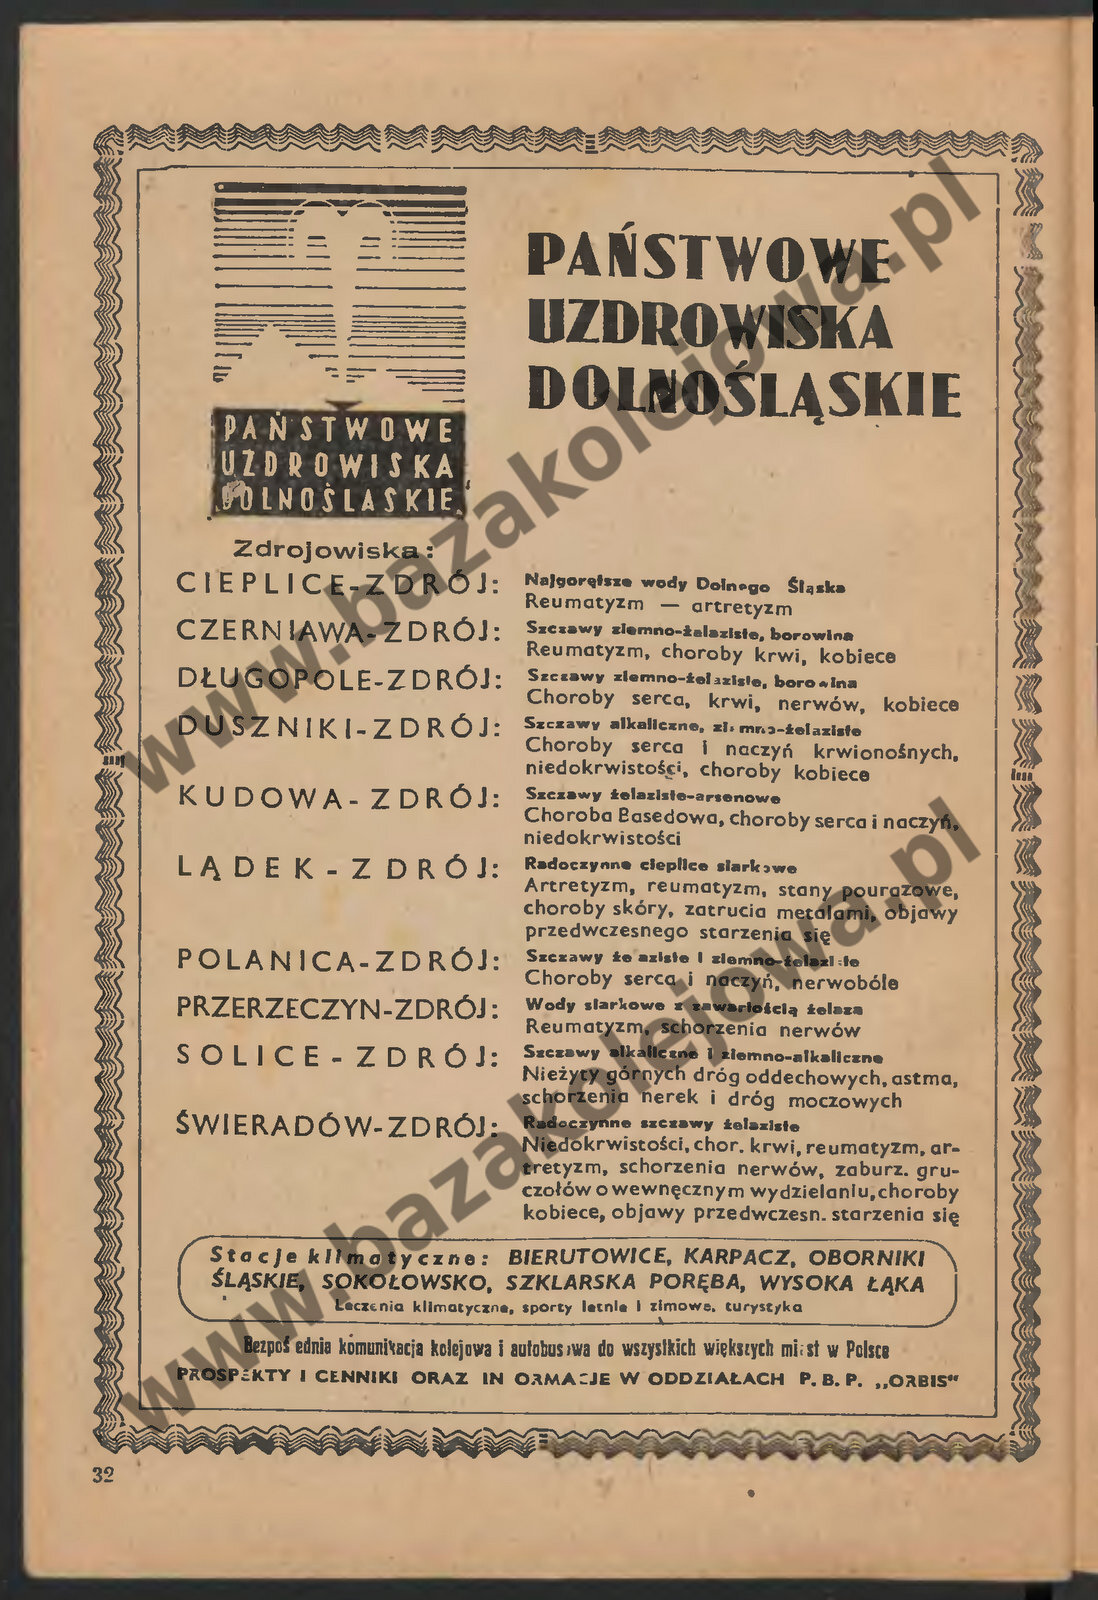 PAŃSTWOWE
UZDROWISKA
DOLNOŚLĄSKIE
PAŃSTWOWE
UZDROWISKA
DOLNOŚLASKIE
Zdrojowiska:
CIEPLICE-ZDRÓJ: Najgorętsze wody Dolnego Śląska
Reumatyzm — artretyzm
CZERNIAWA-ZDRÓJ: Szczawy ziemno-żelaziste, borowina
Reumatyzm, choroby krwi, kobiece
DŁUGOPOLE-ZDRÓJ: Szczawy ziemno-żelaziste, borowina
Choroby serca, krwi, nerwów, kobiece
DUSZNIKI-ZDRÓJ: Szczawy alkaliczne, ziemno-żelaziste
Choroby serca i naczyń krwionośnych,
niedokrwistości, choroby kobiece
KUDOWA-ZDRÓJ: Szczawy żelaziste-arsenowe
Choroba Basedowa, choroby serca i naczyń,
niedokrwistości
LĄDEK-ZDRÓJ: Radoczynne cieplice siarkowe
Artretyzm, reumatyzm, stany pourazowe,
choroby skóry, zatrucia metalami, objawy
przedwczesnego starzenia się
POLANICA-ZDRÓJ: Szczawy żelaziste i ziemno-żelaziste
Choroby serca i naczyń, nerwobóle
PRZERZECZYN-ZDRÓJ: Wody siarkowe z zawartością żelaza
Reumatyzm, schorzenia nerwów
SOLICE-ZDRÓJ: Szczawy alkaliczne i ziemno-alkaliczne
Nieżyty górnych dróg oddechowych, astma,
schorzenia nerek i dróg moczowych
ŚWIERADÓW-ZDRÓJ: Radoczynne szczawy żelaziste
Niedokrwistości, chor. krwi, reumatyzm, ar-
tretyzm, schorzenia nerwów, zaburz. gru-
czołów o wewnęcznym wydzielaniu, choroby
kobiece, objawy przedwczesn. starzenia się
Stacje klimatyczne: BIERUTOWICE, KARPACZ, OBORNIKI
ŚLĄSKIE, SOKOŁOWSKO, SZKLARSKA PORĘBA, WYSOKA ŁĄKA
Leczenia klimatyczne, sporty letnie i zimowe, turystyka
Bezpośrednia komunikacja kolejowa i autobusowa do wszystkich większych miast w Polsce
PROSPEKTY I CENNIKI ORAZ INFORMACJE W ODDZIAŁACH P. B. P. „ORBIS"
32
www.bazakolejowa.pl
www.bazakolejowa.pl